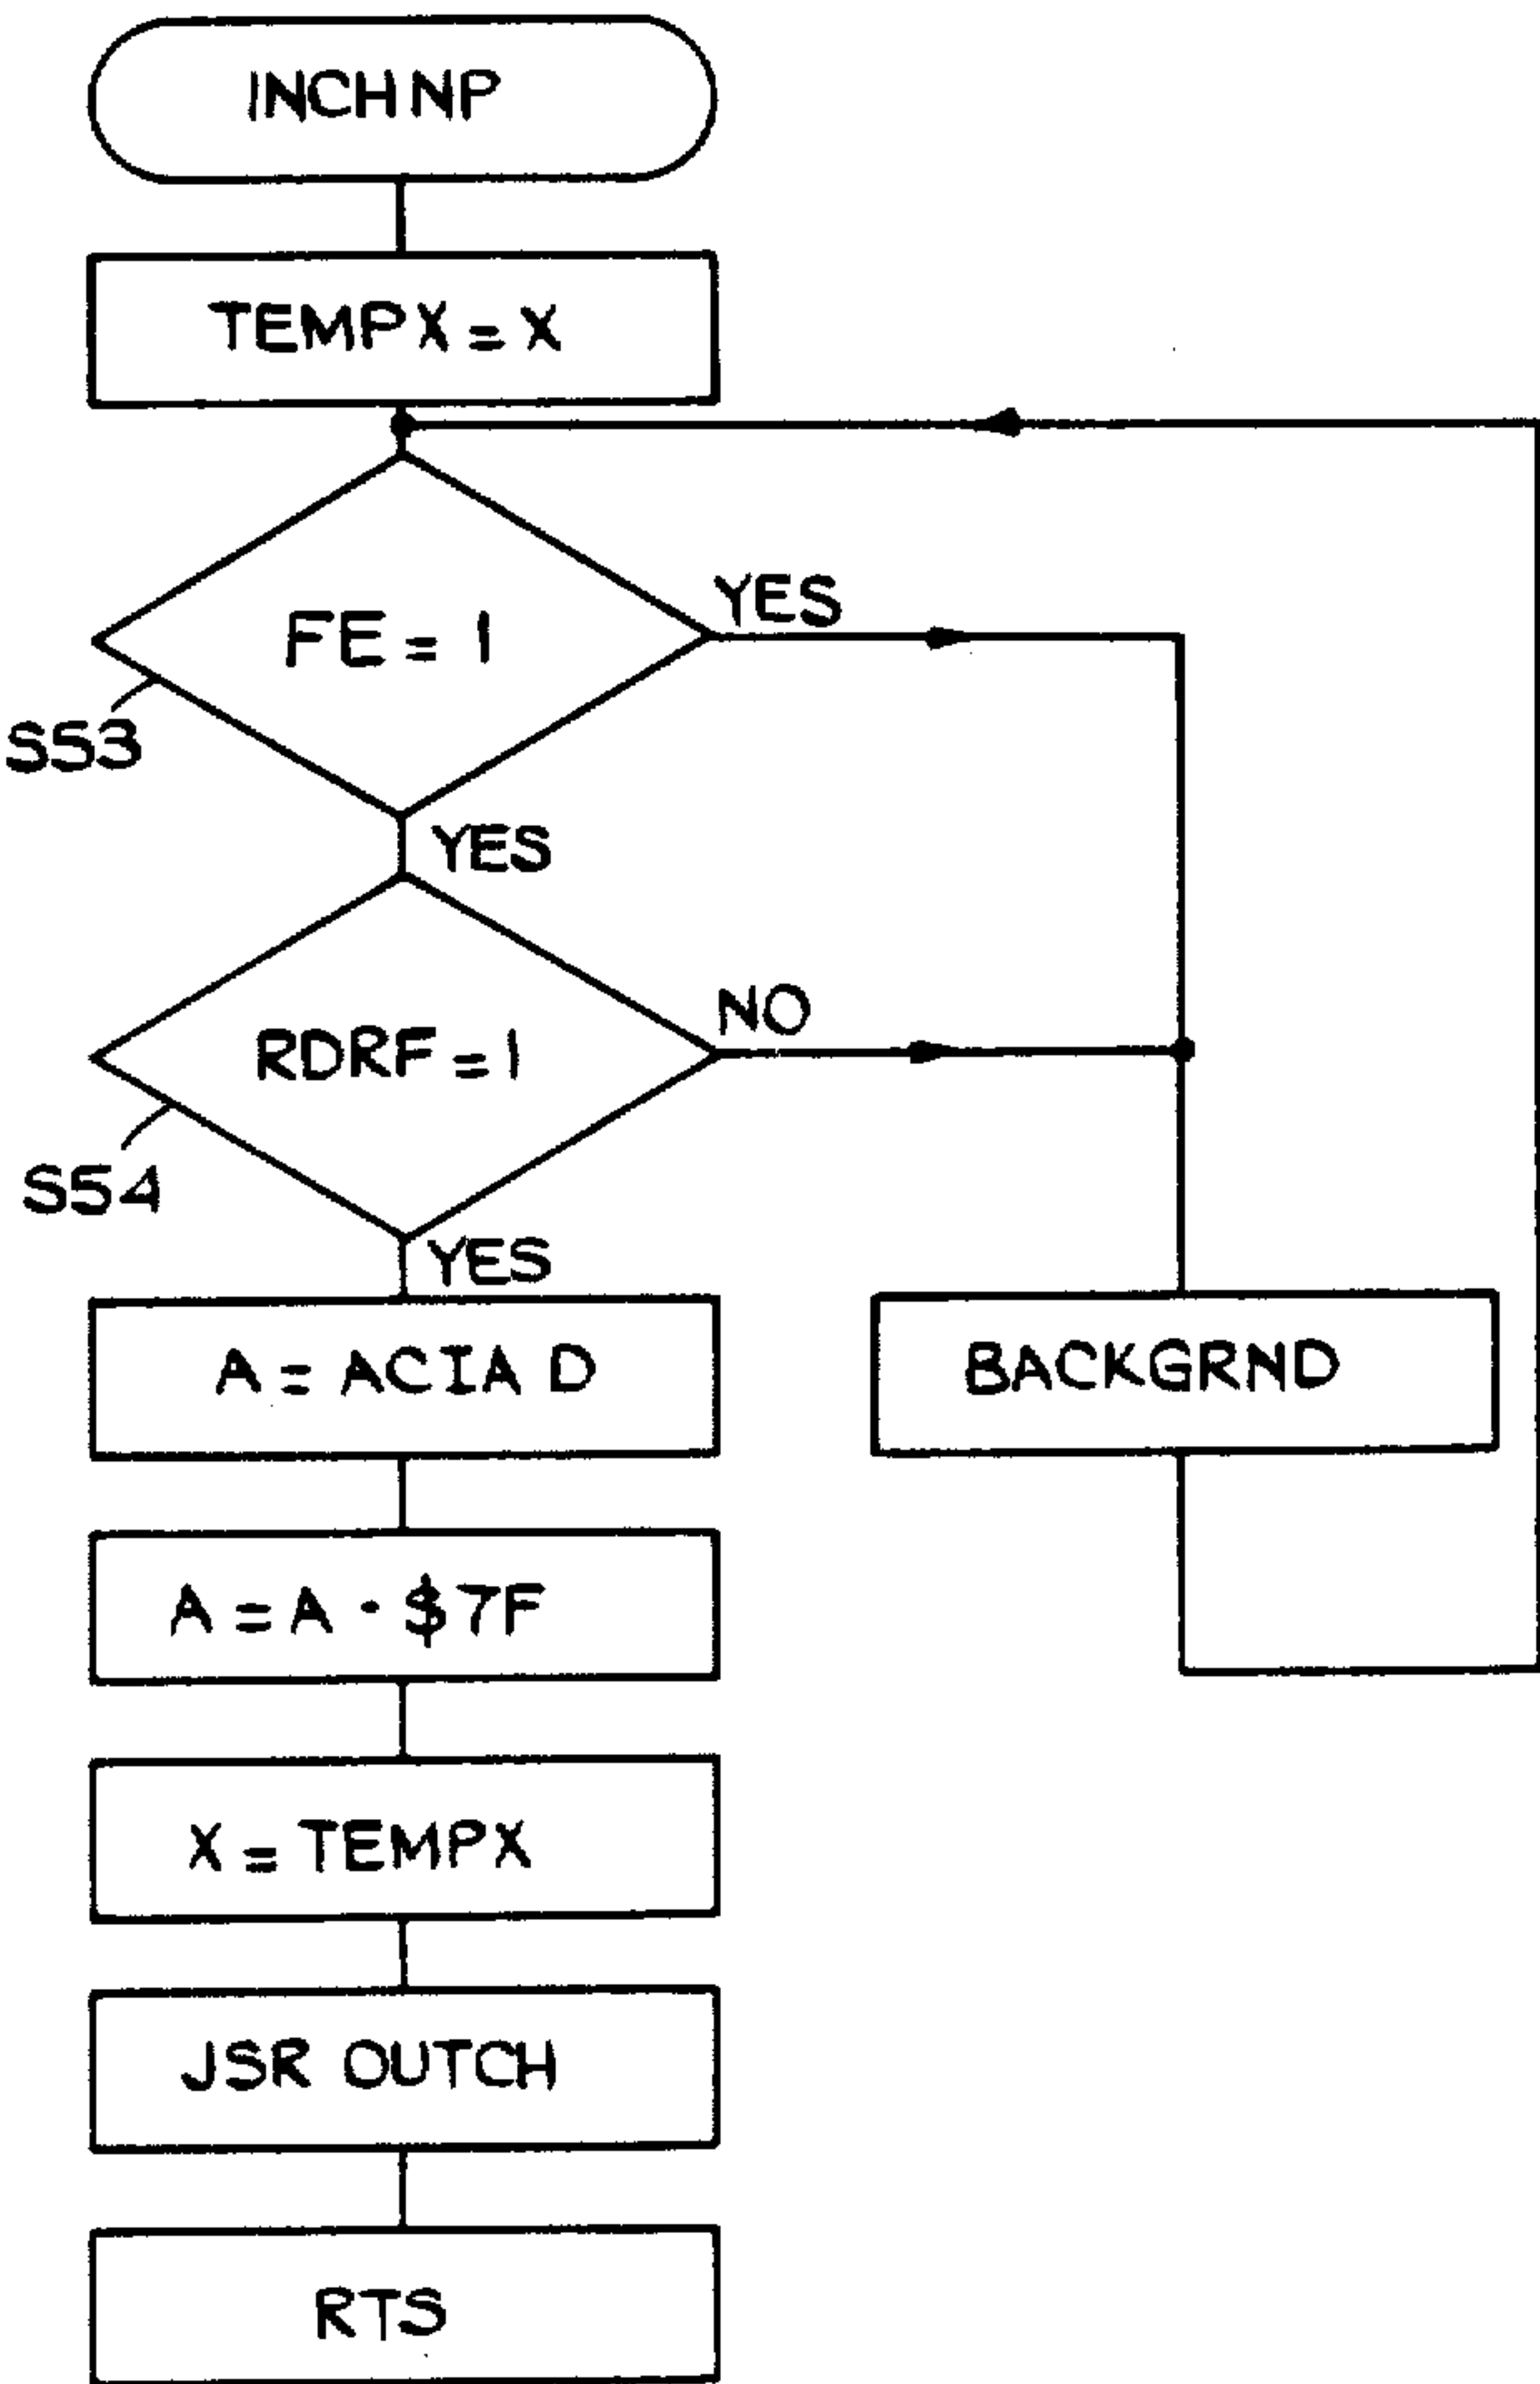 INCHNP
TEMPX = X
FE = 1
YES
S53
YES
RDRF = 1
NO
S54
YES
A = ACIA D
BACKGRND
A = A · $7F
X = TEMPX
JSR OUTCH
RTS